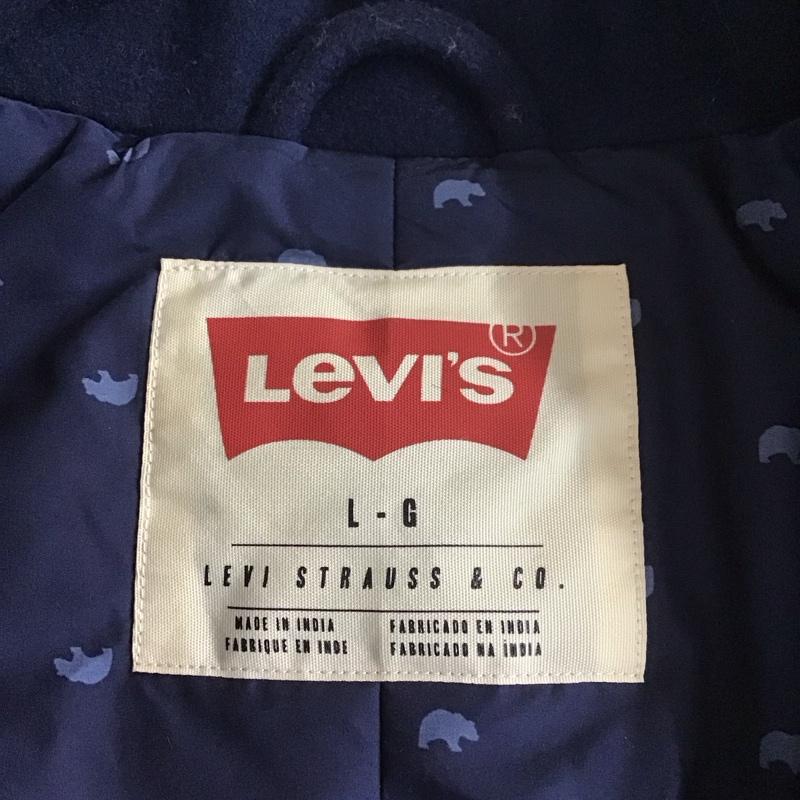 LEVI'S ®
L - G
LEVI STRAUSS & CO.
MADE IN INDIA
FABRIQUE EN INDE
FABRICADO EN INDIA
FABRICADO NA INDIA